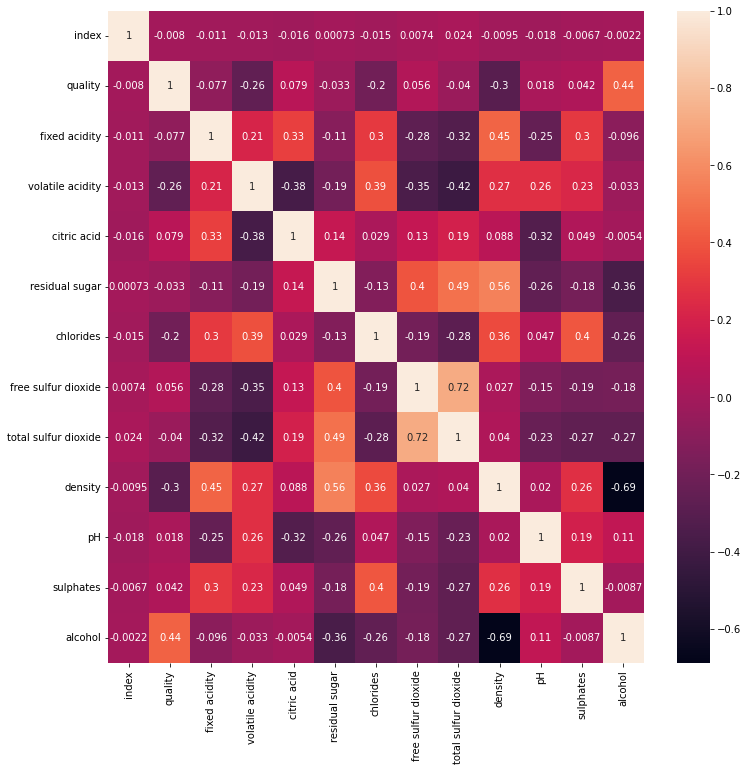 index 1 -0.008 -0.011 -0.013 -0.016 0.00073 -0.015 0.0074 0.024 -0.0095 -0.018 -0.0067 -0.0022
quality -0.008 1 -0.077 -0.26 0.079 -0.033 -0.2 0.056 -0.04 -0.3 0.018 0.042 0.44
fixed acidity -0.011 -0.077 1 0.21 0.33 -0.11 0.3 -0.28 -0.32 0.45 -0.25 0.3 -0.096
volatile acidity -0.013 -0.26 0.21 1 -0.38 -0.19 0.39 -0.35 -0.42 0.27 0.26 0.23 -0.033
citric acid -0.016 0.079 0.33 -0.38 1 0.14 0.029 0.13 0.19 0.088 -0.32 0.049 -0.0054
residual sugar 0.00073 -0.033 -0.11 -0.19 0.14 1 -0.13 0.4 0.49 0.56 -0.26 -0.18 -0.36
chlorides -0.015 -0.2 0.3 0.39 0.029 -0.13 1 -0.19 -0.28 0.36 0.047 0.4 -0.26
free sulfur dioxide 0.0074 0.056 -0.28 -0.35 0.13 0.4 -0.19 1 0.72 0.027 -0.15 -0.19 -0.18
total sulfur dioxide 0.024 -0.04 -0.32 -0.42 0.19 0.49 -0.28 0.72 1 0.04 -0.23 -0.27 -0.27
density -0.0095 -0.3 0.45 0.27 0.088 0.56 0.36 0.027 0.04 1 0.02 0.26 -0.69
pH -0.018 0.018 -0.25 0.26 -0.32 -0.26 0.047 -0.15 -0.23 0.02 1 0.19 0.11
sulphates -0.0067 0.042 0.3 0.23 0.049 -0.18 0.4 -0.19 -0.27 0.26 0.19 1 -0.0087
alcohol -0.0022 0.44 -0.096 -0.033 -0.0054 -0.36 -0.26 -0.18 -0.27 -0.69 0.11 -0.0087 1
index
quality
fixed acidity
volatile acidity
citric acid
residual sugar
chlorides
free sulfur dioxide
total sulfur dioxide
density
pH
sulphates
alcohol
1.0
0.8
0.6
0.4
0.2
0.0
−0.2
−0.4
−0.6